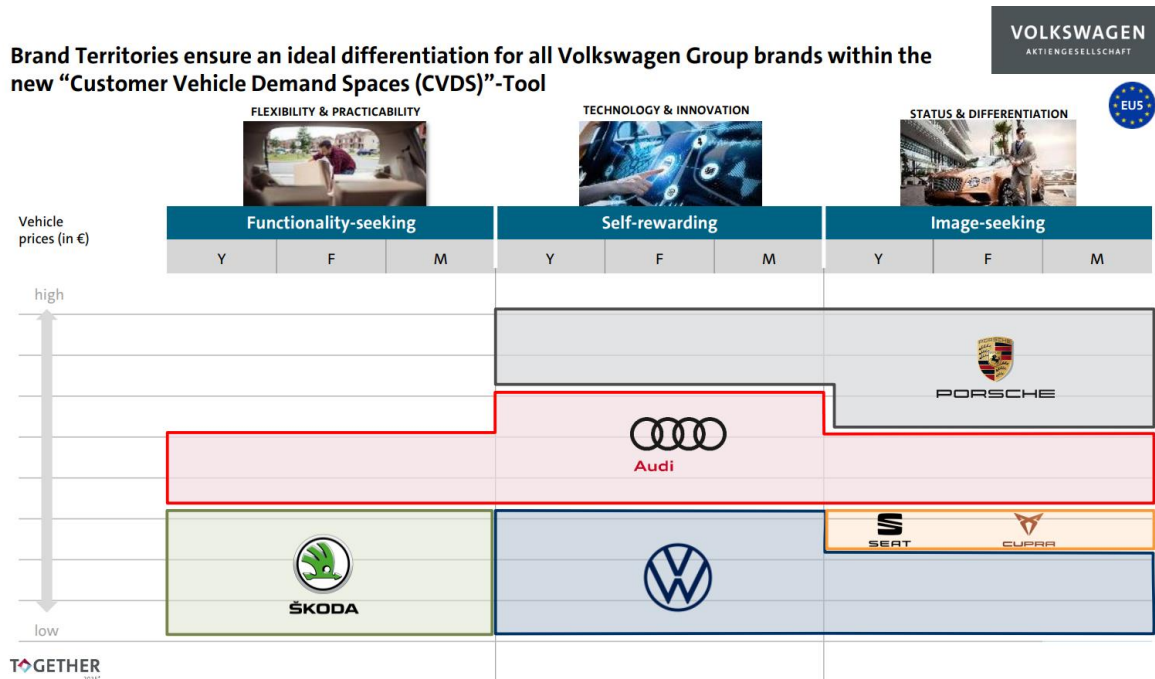 VOLKSWAGEN
AKTIENGESELLSCHAFT
Brand Territories ensure an ideal differentiation for all Volkswagen Group brands within the
new “Customer Vehicle Demand Spaces (CVDS)”-Tool
EU5
FLEXIBILITY & PRACTICABILITY
TECHNOLOGY & INNOVATION
STATUS & DIFFERENTIATION
Vehicle
prices (in €)
Functionality-seeking
Self-rewarding
Image-seeking
Y F M Y F M Y F M
high
PORSCHE
Audi
SEAT
CUPRA
ŠKODA
low
TOGETHER